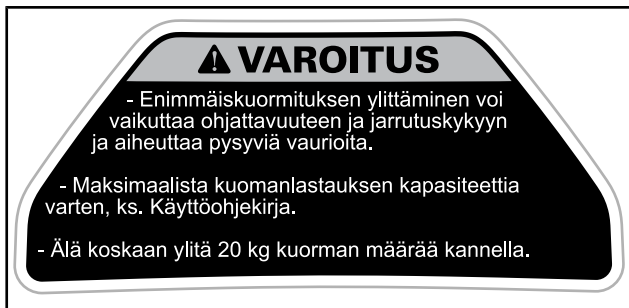 VAROITUS
- Enimmäiskuormituksen ylittäminen voi
vaikuttaa ohjattavuuteen ja jarrutuskykyyn
ja aiheuttaa pysyviä vaurioita.
- Maksimaalista kuomanlastauksen kapasiteettia
varten, ks. Käyttöohjekirja.
- Älä koskaan ylitä 20 kg kuorman määrää kannella.